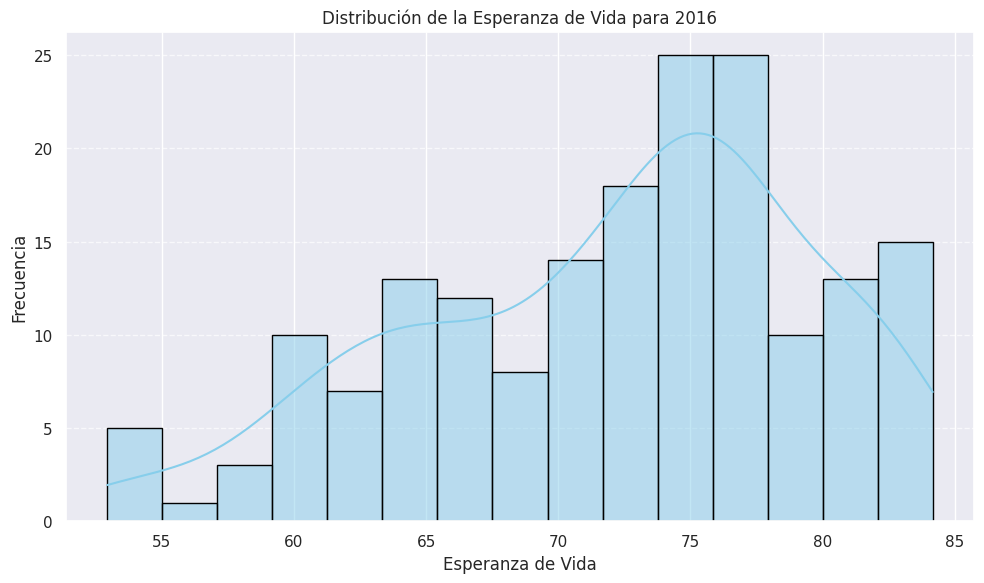 Distribución de la Esperanza de Vida para 2016
25
20
15
10
5
0
Frecuencia
55 60 65 70 75 80 85
Esperanza de Vida